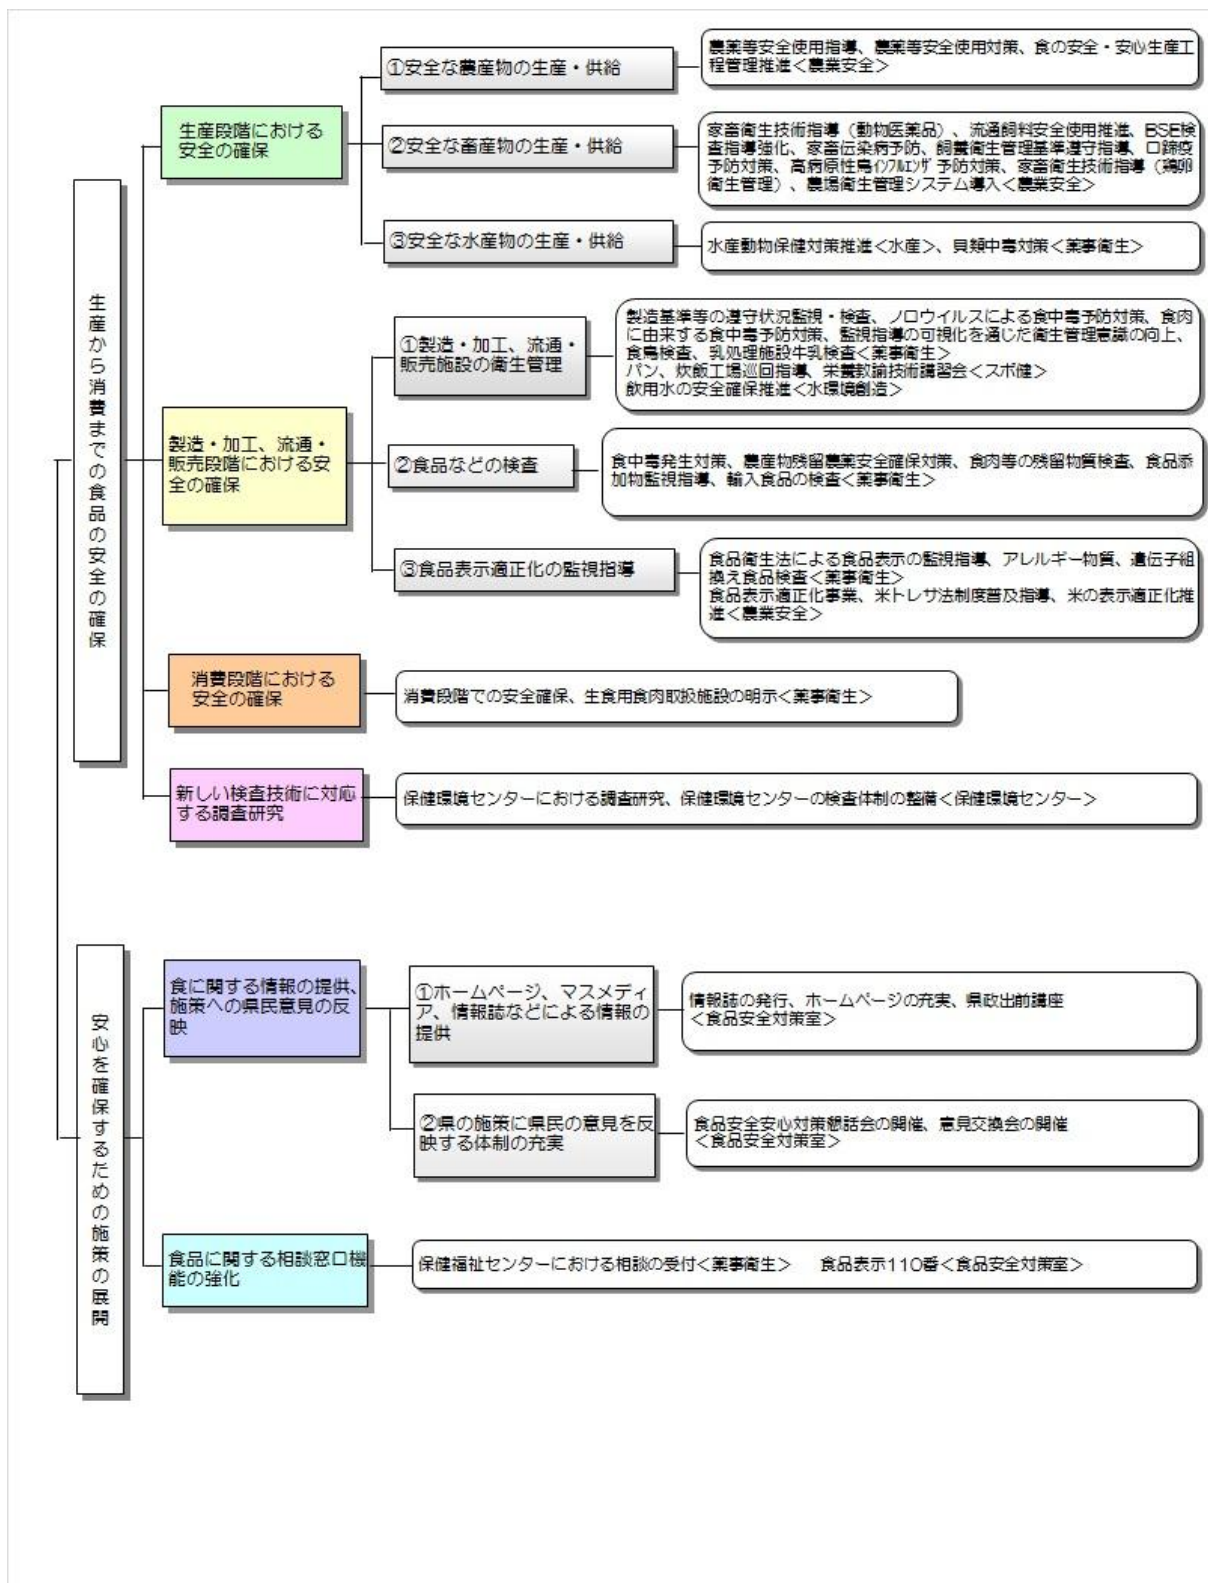 生産から消費までの食品の安全の確保
生産段階における
安全の確保
①安全な農産物の生産・供給
農薬等安全使用指導、農薬等安全使用対策、食の安全・安心生産工
程管理推進<農業安全>
②安全な畜産物の生産・供給
家畜衛生技術指導（動物医薬品）、流通飼料安全使用推進、BSE検
査指導強化、家畜伝染病予防、飼養衛生管理基準遵守指導、口蹄疫
予防対策、高病原性鳥インフルエンザ予防対策、家畜衛生技術指導（鶏卵
衛生管理）、農場衛生管理システム導入<農業安全>
③安全な水産物の生産・供給
水産動物保健対策推進<水産>、貝類中毒対策<薬事衛生>
製造・加工、流通・
販売段階における安
全の確保
①製造・加工、流通・
販売施設の衛生管理
製造基準等の遵守状況監視・検査、ノロウイルスによる食中毒予防対策、食肉
に由来する食中毒予防対策、監視指導の可視化を通じた衛生管理意識の向上、
食鳥検査、乳処理施設牛乳検査<薬事衛生>
パン、炊飯工場巡回指導、栄養教諭技術講習会<スポ健>
飲用水の安全確保推進<水環境創造>
②食品などの検査
食中毒発生対策、農産物残留農薬安全確保対策、食肉等の残留物質検査、食品添
加物監視指導、輸入食品の検査<薬事衛生>
③食品表示適正化の監視指導
食品衛生法による食品表示の監視指導、アレルギー物質、遺伝子組
換え食品検査<薬事衛生>
食品表示適正化事業、米トレサ法制度普及指導、米の表示適正化推
進<農業安全>
消費段階における
安全の確保
消費段階での安全確保、生食用食肉取扱施設の明示<薬事衛生>
新しい検査技術に対応
する調査研究
保健環境センターにおける調査研究、保健環境センターの検査体制の整備<保健環境センター>
安心を確保するための施策の展開
食に関する情報の提供、
施策への県民意見の反
映
①ホームページ、マスメディ
ア、情報誌などによる情報の
提供
情報誌の発行、ホームページの充実、県政出前講座
<食品安全対策室>
②県の施策に県民の意見を反
映する体制の充実
食品安全安心対策懇話会の開催、意見交換会の開催
<食品安全対策室>
食品に関する相談窓口機
能の強化
保健福祉センターにおける相談の受付<薬事衛生>　食品表示110番<食品安全対策室>